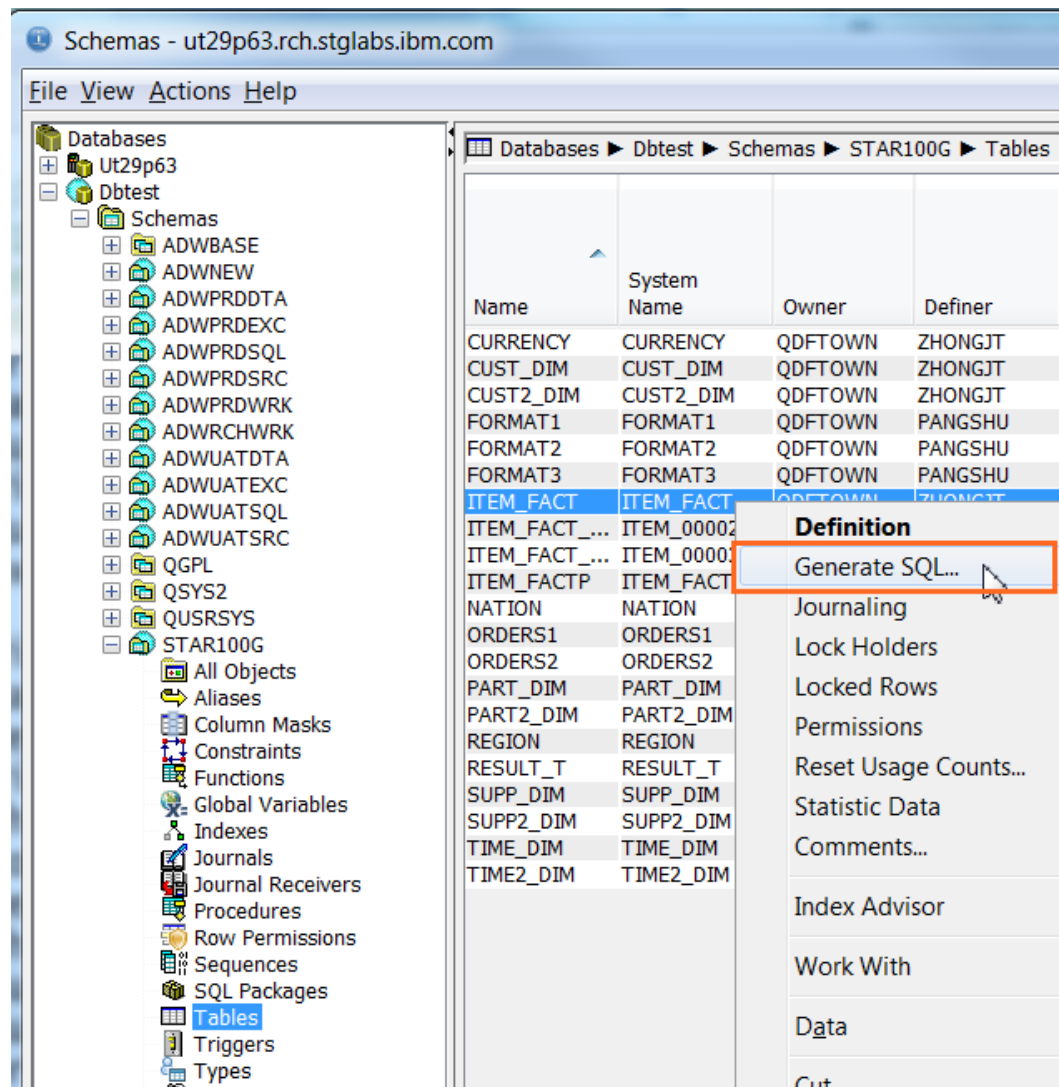 Schemas - ut29p63.rch.stglabs.ibm.com
File View Actions Help
Databases
Ut29p63
Dbtest
Schemas
ADWBASE
ADWNEW
ADWPRDDTA
ADWPRDEXC
ADWPRDSQL
ADWPRDSRC
ADWPRDWRK
ADWRCHWRK
ADWUATDTA
ADWUATEXC
ADWUATSQL
ADWUATSRC
QGPL
QSYS2
QUSRSYS
STAR100G
All Objects
Aliases
Column Masks
Constraints
Functions
Global Variables
Indexes
Journals
Journal Receivers
Procedures
Row Permissions
Sequences
SQL Packages
Tables
Triggers
Types
Databases ▶ Dbtest ▶ Schemas ▶ STAR100G ▶ Tables
Name System Name Owner Definer
CURRENCY CURRENCY QDFTOWN ZHONGJT
CUST_DIM CUST_DIM QDFTOWN ZHONGJT
CUST2_DIM CUST2_DIM QDFTOWN ZHONGJT
FORMAT1 FORMAT1 QDFTOWN PANGSHU
FORMAT2 FORMAT2 QDFTOWN PANGSHU
FORMAT3 FORMAT3 QDFTOWN PANGSHU
ITEM_FACT ITEM_FACT QDFTOWN ZHONGJT
ITEM_FACT_... ITEM_00002
ITEM_FACT_... ITEM_0000
ITEM_FACTP ITEM_FACT
NATION NATION
ORDERS1 ORDERS1
ORDERS2 ORDERS2
PART_DIM PART_DIM
PART2_DIM PART2_DIM
REGION REGION
RESULT_T RESULT_T
SUPP_DIM SUPP_DIM
SUPP2_DIM SUPP2_DIM
TIME_DIM TIME_DIM
TIME2_DIM TIME2_DIM
Definition
Generate SQL...
Journaling
Lock Holders
Locked Rows
Permissions
Reset Usage Counts...
Statistic Data
Comments...
Index Advisor
Work With
Data
Cut